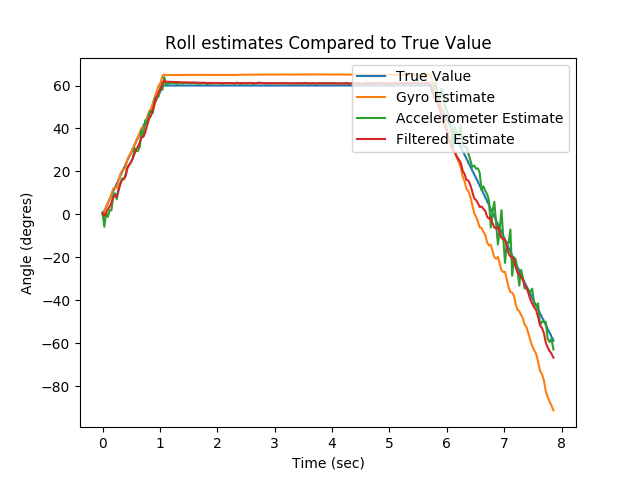 Roll estimates Compared to True Value
True Value
Gyro Estimate
Accelerometer Estimate
Filtered Estimate
60
40
20
0
−20
−40
−60
−80
Angle (degres)
0 1 2 3 4 5 6 7 8
Time (sec)